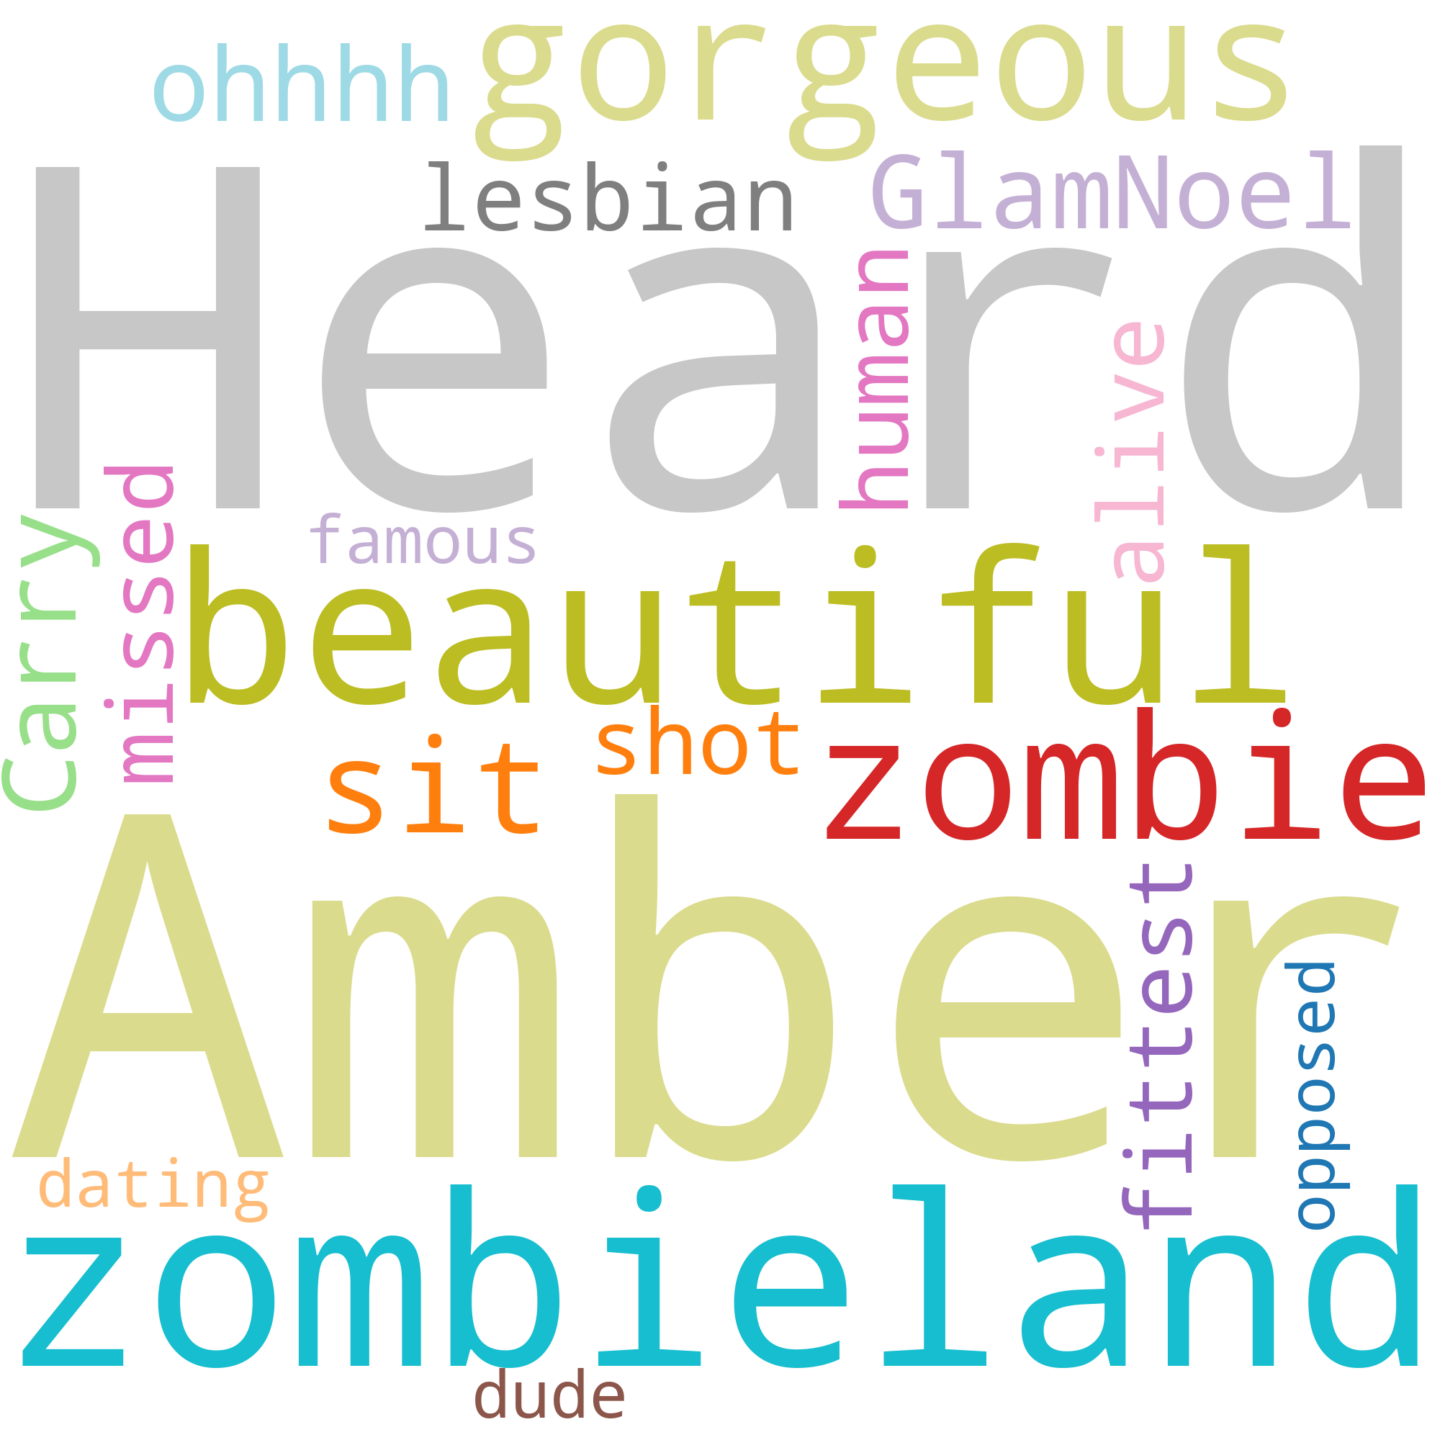 ohhhh
gorgeous
lesbian
GlamNoel
Heard
human
alive
missed
Carry
famous
beautiful
sit
shot
zombie
Amber
fittest
opposed
dating
zombieland
dude